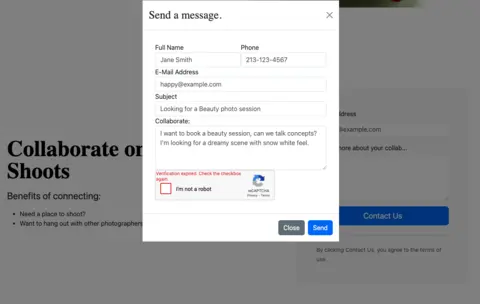 Send a message.
Full Name
Phone
Jane Smith
213-123-4567
E-Mail Address
happy@example.com
Subject
Looking for a Beauty photo session
Collaborate:
I want to book a beauty session, can we talk concepts?
I'm looking for a dreamy scene with snow white feel.
Verification expired. Check the checkbox
again.
I'm not a robot
reCAPTCHA
Privacy - Terms
Close
Send
Collaborate on
Shoots
Benefits of connecting:
Need a place to shoot?
Want to hang out with other photographers
address
@example.com
more about your collab...
Contact Us
By clicking Contact Us, you agree to the terms of
use.